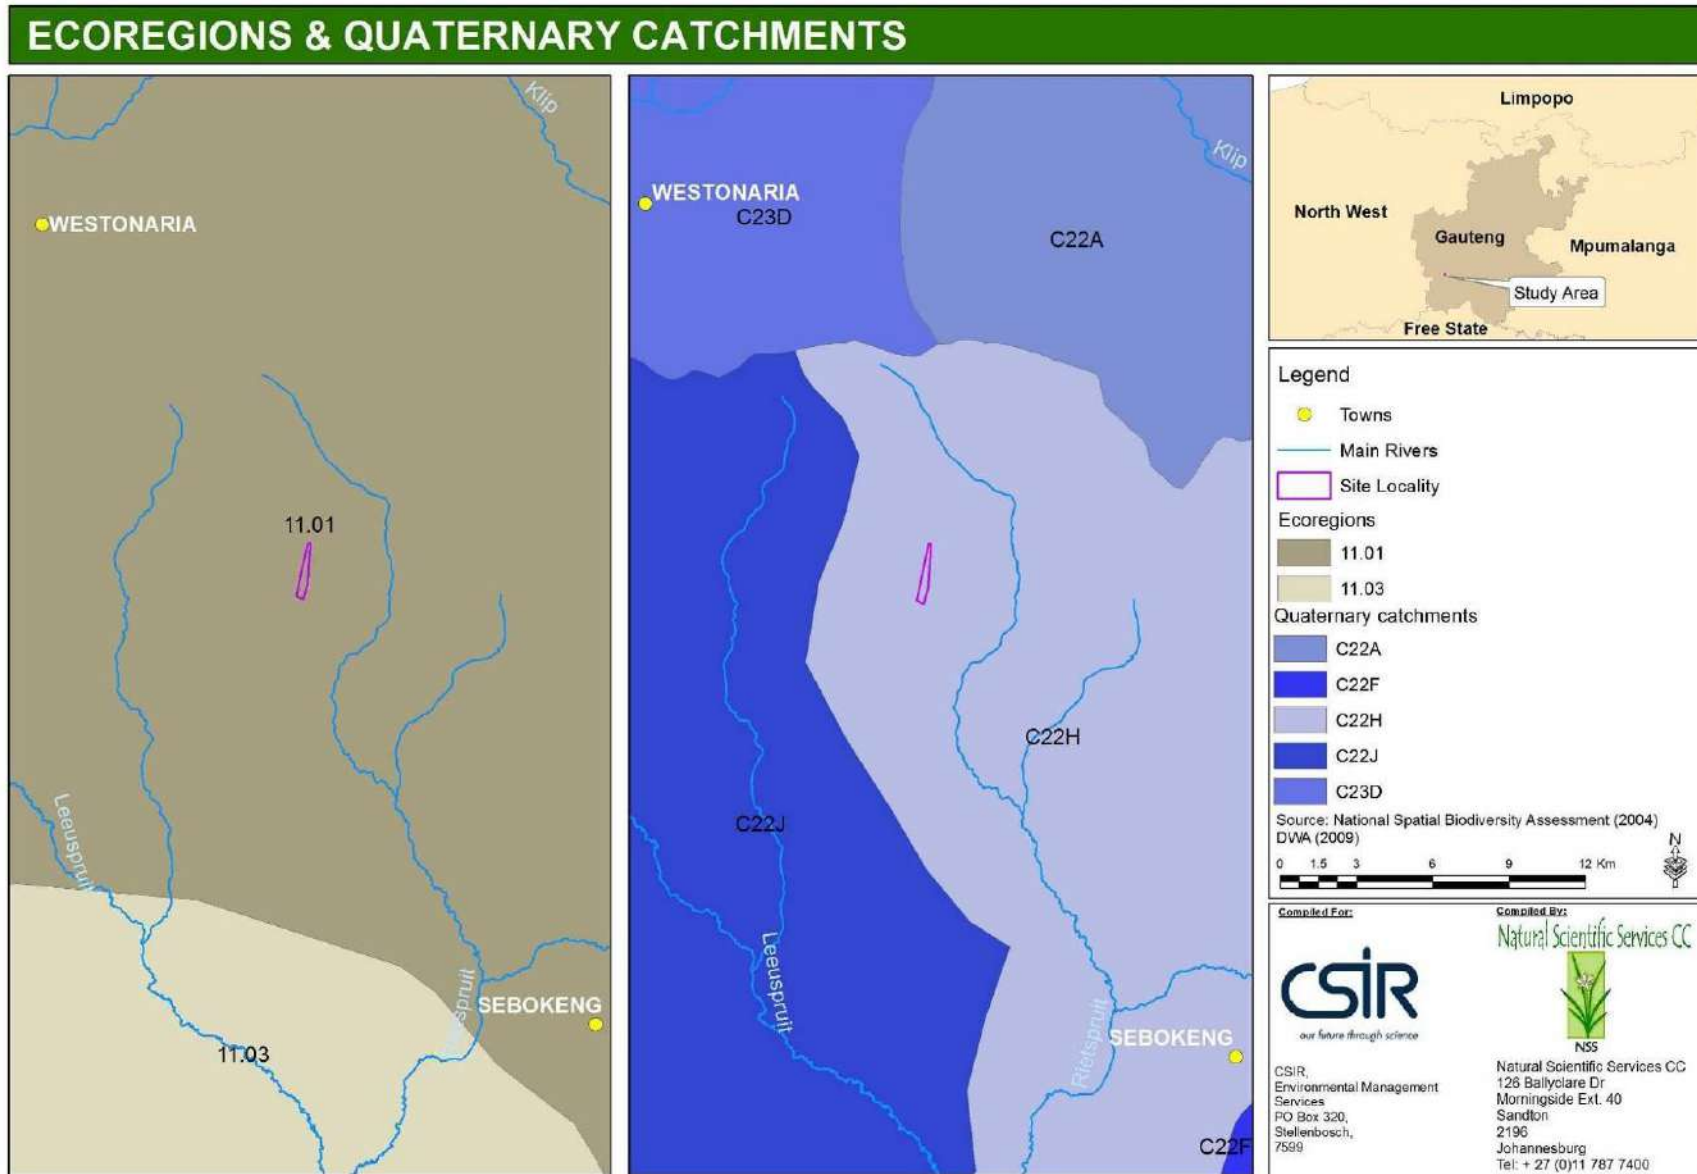 ECOREGIONS & QUATERNARY CATCHMENTS
Klip
WESTONARIA
11.01
Leeuspruit
SEBOKENG
11.03
Klip
WESTONARIA
C23D
C22A
C22H
C22J
Leeuspruit
Rietspruit
SEBOKENG
C22F
Limpopo
North West
Gauteng
Mpumalanga
Study Area
Free State
Legend
Towns
Main Rivers
Site Locality
Ecoregions
11.01
11.03
Quaternary catchments
C22A
C22F
C22H
C22J
C23D
Source: National Spatial Biodiversity Assessment (2004)
DWA (2009)
N
0 1.5 3 6 9 12 Km
Compiled For:
CSIR
our future through science
CSIR,
Environmental Management
Services
PO Box 320,
Stellenbosch,
7599
Compiled By:
Natural Scientific Services CC
NSS
Natural Scientific Services CC
126 Ballyclare Dr
Morningside Ext. 40
Sandton
2196
Johannesburg
Tel: + 27 (0)11 787 7400